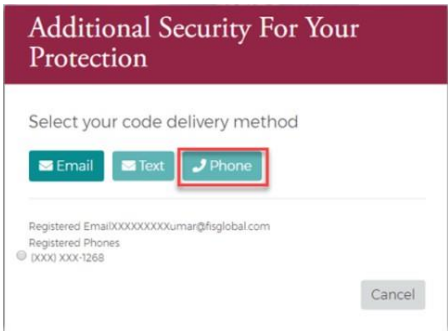 Additional Security For Your
Protection
Select your code delivery method
Email Text Phone
Registered EmailXXXXXXXXXumar@fisglobal.com
Registered Phones
(XXX) XXX-1268
Cancel